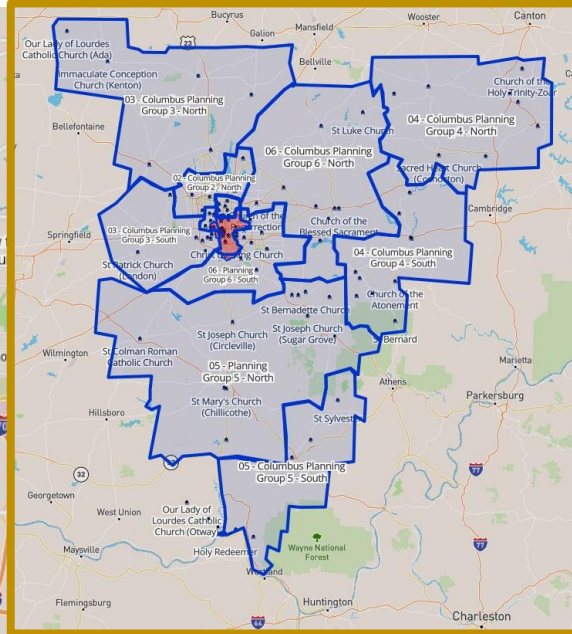 Bucyrus
Mansfield
Wooster
Canton
Galion
23
Our Lady of Lourdes
Catholic Church (Ada)
Bellville
Immaculate Conception
Church (Kenton)
Church of the
Holy Trinity-Zoar
03 - Columbus Planning
Group 3 - North
04 - Columbus Planning
Group 4 - North
Bellefontaine
St Luke Church
06 - Columbus Planning
Group 6 - North
Sacred Heart Church
(Coshocton)
02 - Columbus Planning
Group 2 - North
Cambridge
Church of the
Resurrection
Church of the
Blessed Sacrament
Springfield
03 - Columbus Planning
Group 3 - South
St Patrick Church
(London)
06 - Planning
Group 6 - South
04 - Columbus Planning
Group 4 - South
Church of the
Atonement
St Bernadette Church
St Joseph Church
(Circleville)
St Joseph Church
(Sugar Grove)
St Bernard
Wilmington
St Colman Roman
Catholic Church
Marietta
05 - Planning
Group 5 - North
Athens
Parkersburg
Hillsboro
St Mary's Church
(Chillicothe)
St Sylvester
05 - Columbus Planning
Group 5 - South
77
32
Georgetown
West Union
Our Lady of
Lourdes Catholic
Church (Otway)
Holy Redeemer
Wayne National
Forest
77
Maysville
Flemingsburg
Huntington
64
Charleston